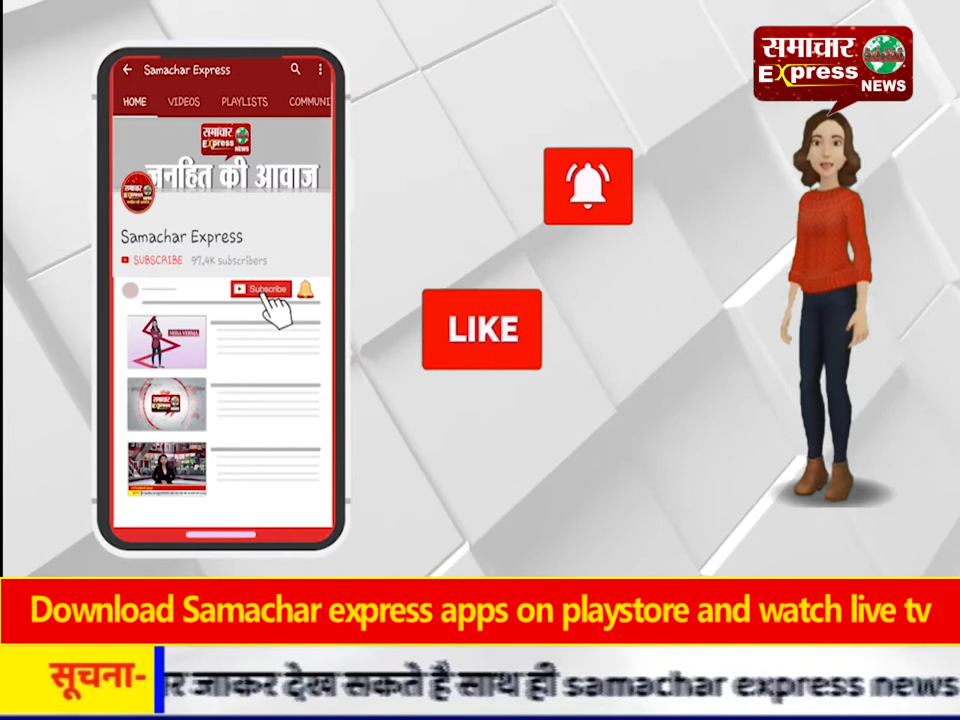 Samachar Express
HOME VIDEOS PLAYLISTS COMMUNI
समाचार
Express
NEWS
जनहित की आवाज
Samachar Express
SUBSCRIBE 97.4K subscribers
Subscribe
NEHA VERMA
LIKE
समाचार
Express
NEWS
Download Samachar express apps on playstore and watch live tv
सूचना- र जाकर देख सकते हैं साथ ही samachar express news